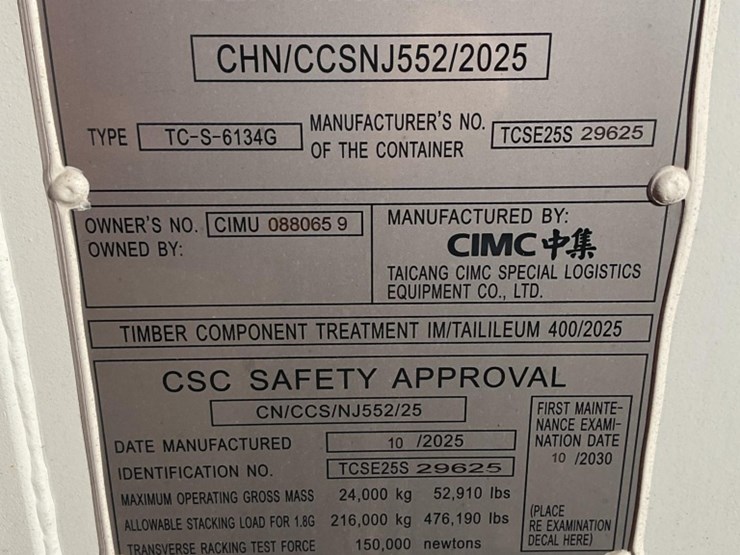 CHN/CCSNJ552/2025
TYPE TC-S-6134G MANUFACTURER'S NO. OF THE CONTAINER TCSE25S 29625
OWNER'S NO. CIMU 088065 9
OWNED BY:
MANUFACTURED BY:
CIMC中集
TAICANG CIMC SPECIAL LOGISTICS
EQUIPMENT CO., LTD.
TIMBER COMPONENT TREATMENT IM/TAILILEUM 400/2025
CSC SAFETY APPROVAL
CN/CCS/NJ552/25
DATE MANUFACTURED 10 /2025
IDENTIFICATION NO. TCSE25S 29625
MAXIMUM OPERATING GROSS MASS 24,000 kg 52,910 lbs
ALLOWABLE STACKING LOAD FOR 1.8G 216,000 kg 476,190 lbs
TRANSVERSE RACKING TEST FORCE 150,000 newtons
FIRST MAINTE-
NANCE EXAMI-
NATION DATE
10 /2030
(PLACE
RE EXAMINATION
DECAL HERE)